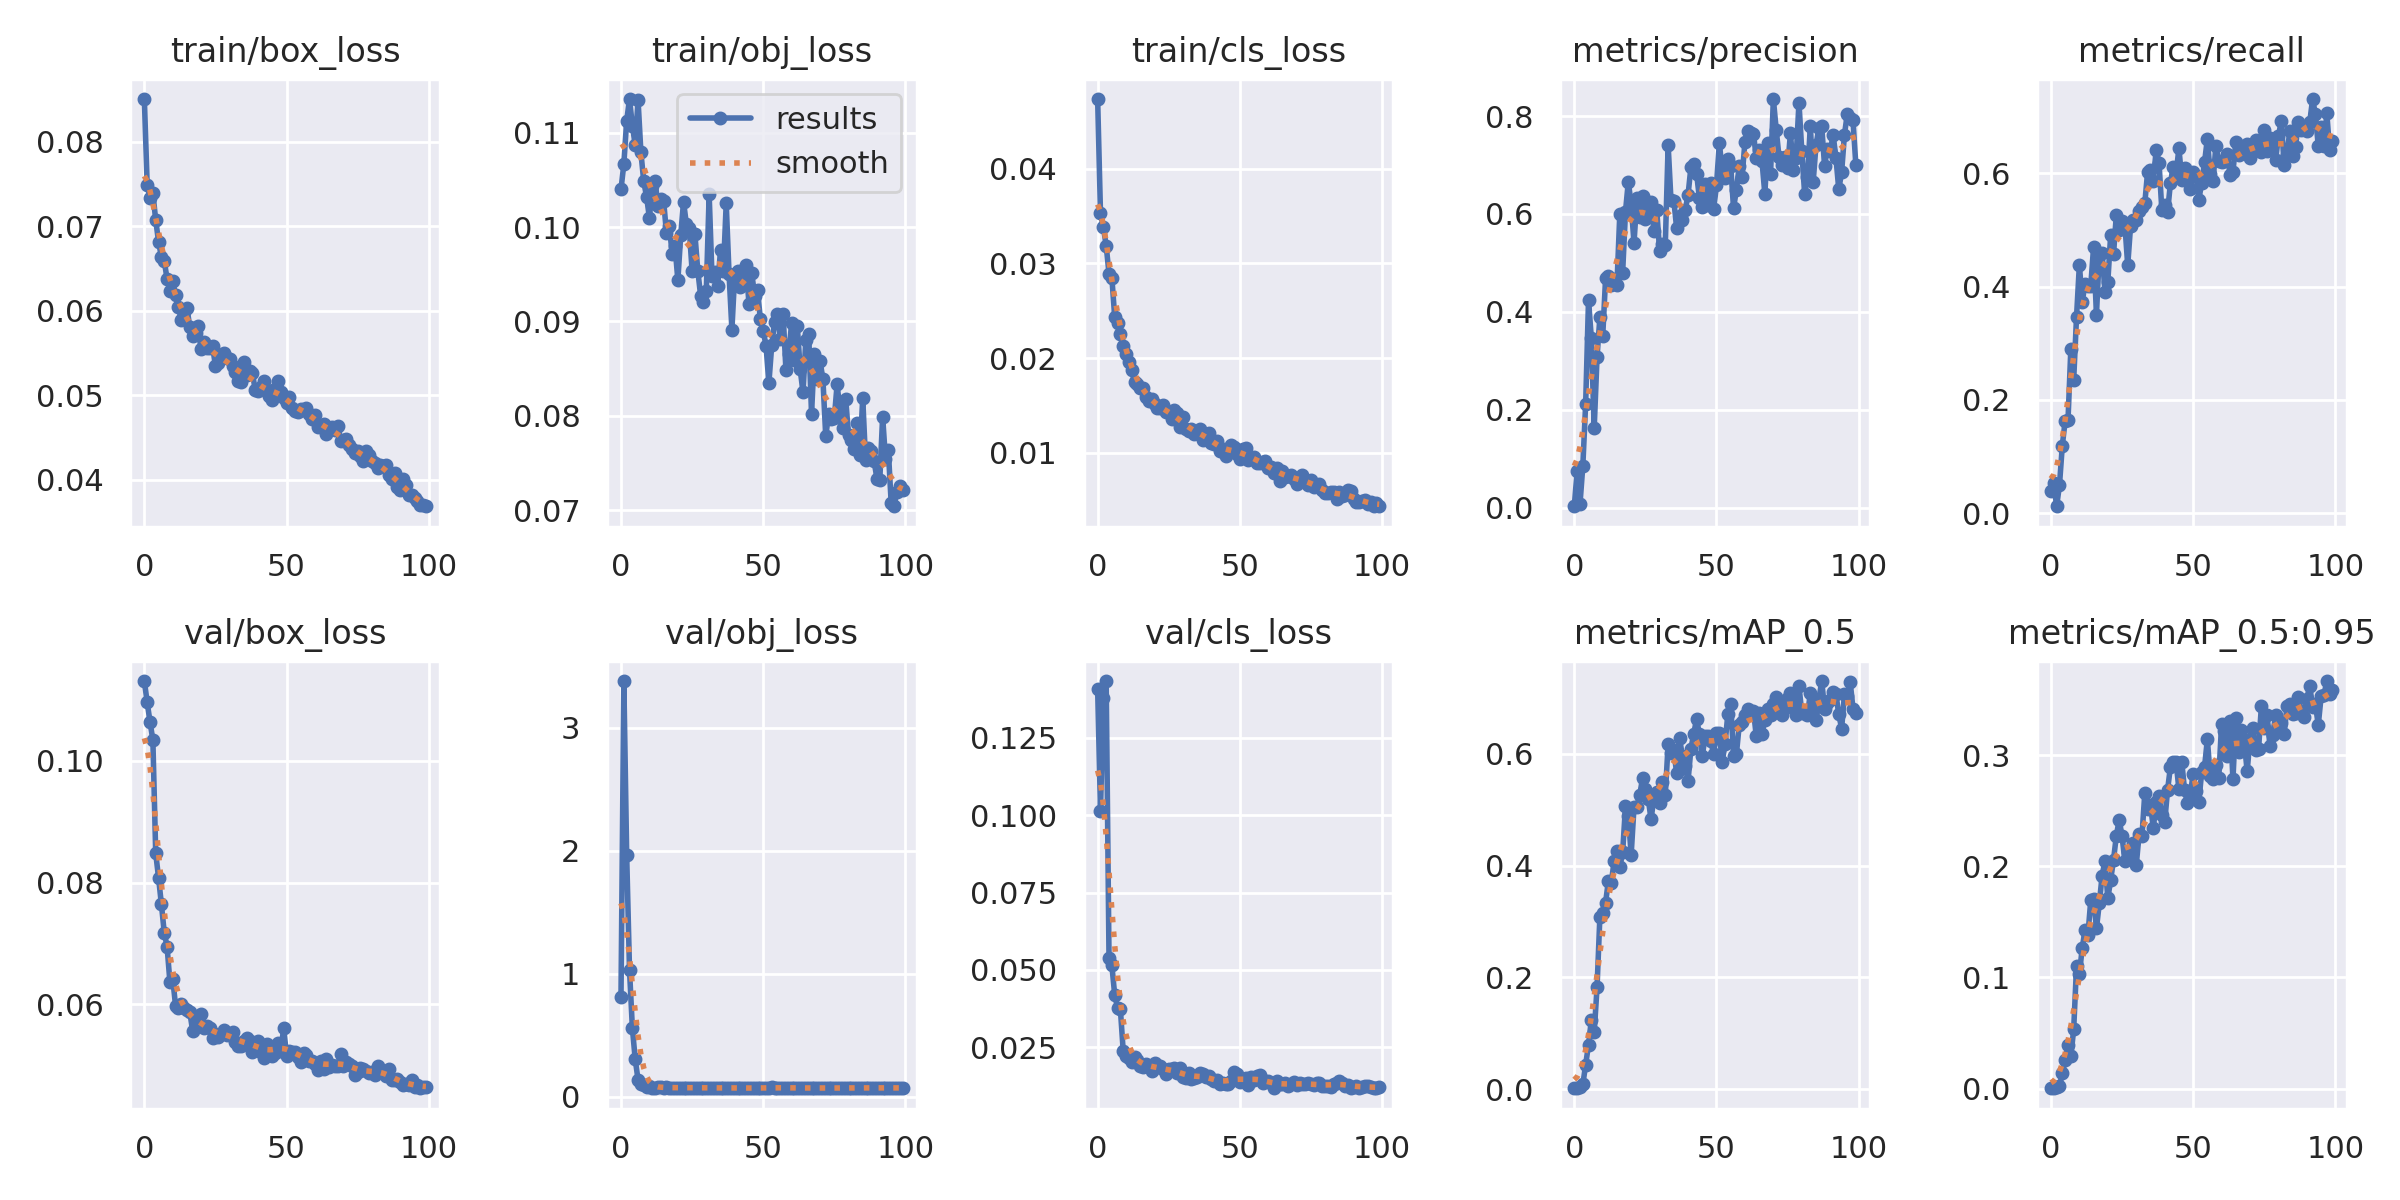 train/box_loss
train/obj_loss
train/cls_loss
metrics/precision
metrics/recall
0.08
0.07
0.06
0.05
0.04
0 50 100
results
smooth
0.11
0.10
0.09
0.08
0.07
0 50 100
0.04
0.03
0.02
0.01
0 50 100
0.8
0.6
0.4
0.2
0.0
0 50 100
0.6
0.4
0.2
0.0
0 50 100
val/box_loss
val/obj_loss
val/cls_loss
metrics/mAP_0.5
metrics/mAP_0.5:0.95
0.10
0.08
0.06
0 50 100
3
2
1
0
0 50 100
0.125
0.100
0.075
0.050
0.025
0 50 100
0.6
0.4
0.2
0.0
0 50 100
0.3
0.2
0.1
0.0
0 50 100